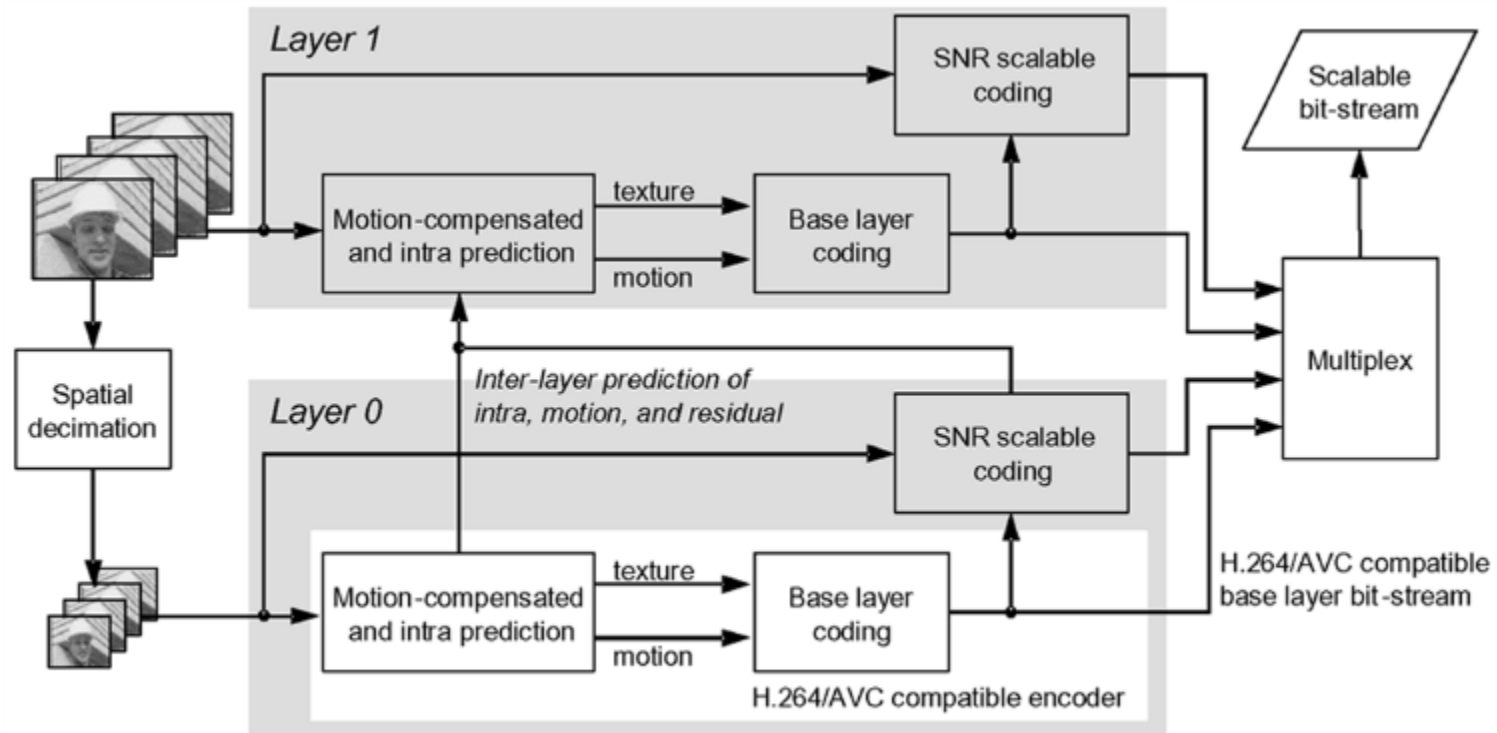 Layer 1
SNR scalable
coding
Scalable
bit-stream
Motion-compensated
and intra prediction
texture
motion
Base layer
coding
Spatial
decimation
Inter-layer prediction of
intra, motion, and residual
Multiplex
Layer 0
SNR scalable
coding
Motion-compensated
and intra prediction
texture
motion
Base layer
coding
H.264/AVC compatible
base layer bit-stream
H.264/AVC compatible encoder